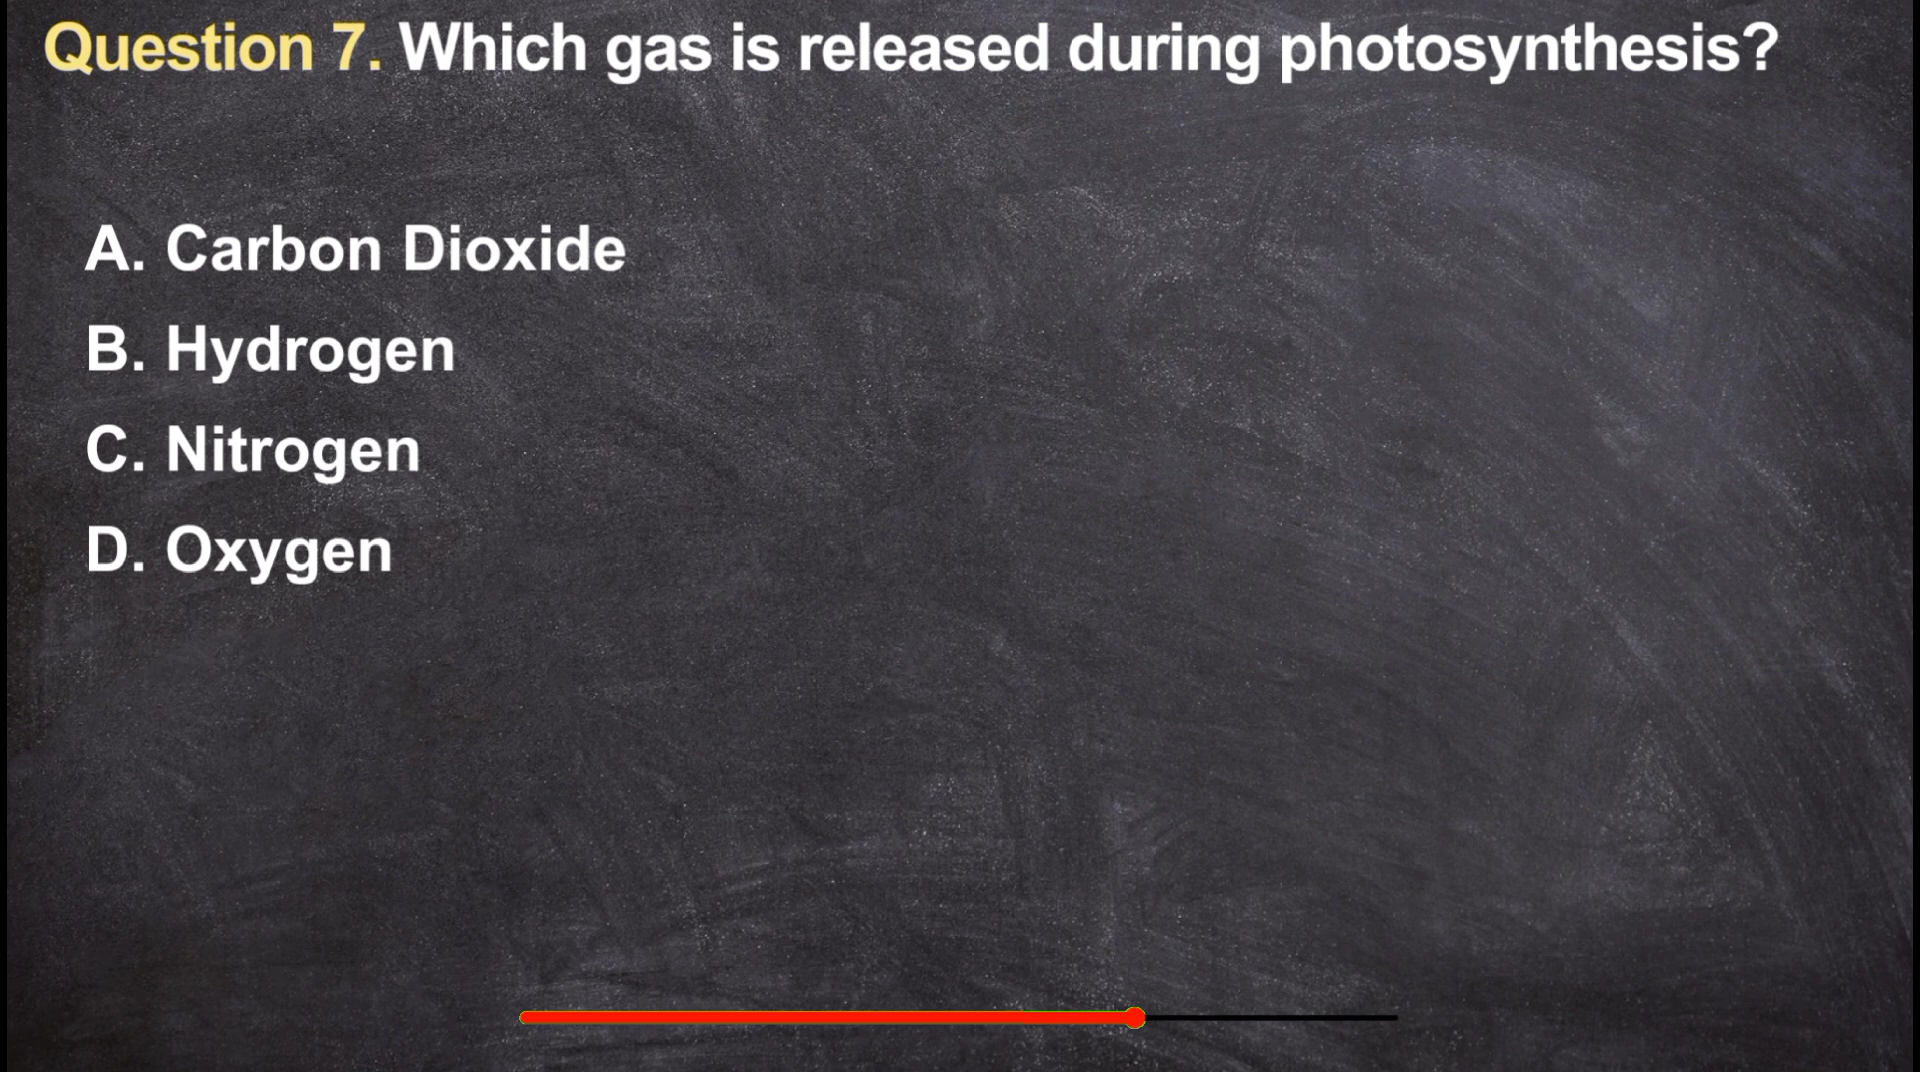 Question 7. Which gas is released during photosynthesis?
A. Carbon Dioxide
B. Hydrogen
C. Nitrogen
D. Oxygen